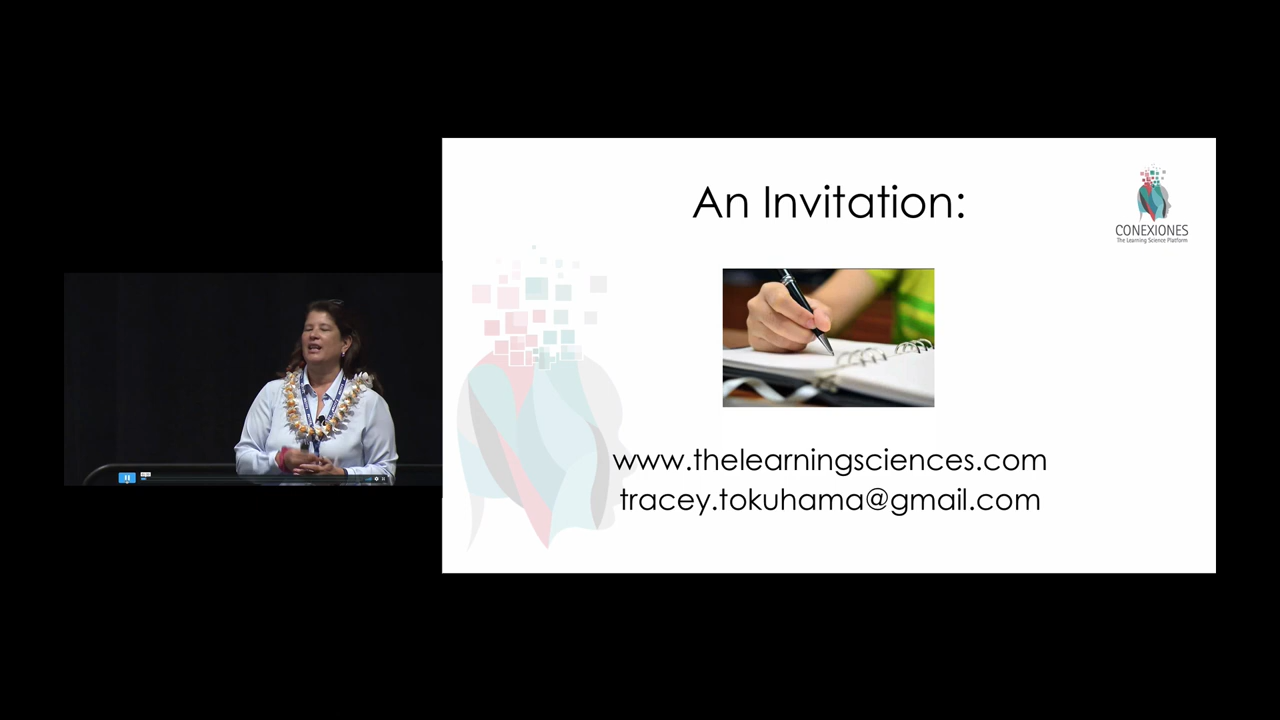 An Invitation:
CONEXIONES
The Learning Science Platform
www.thelearningsciences.com
tracey.tokuhama@gmail.com